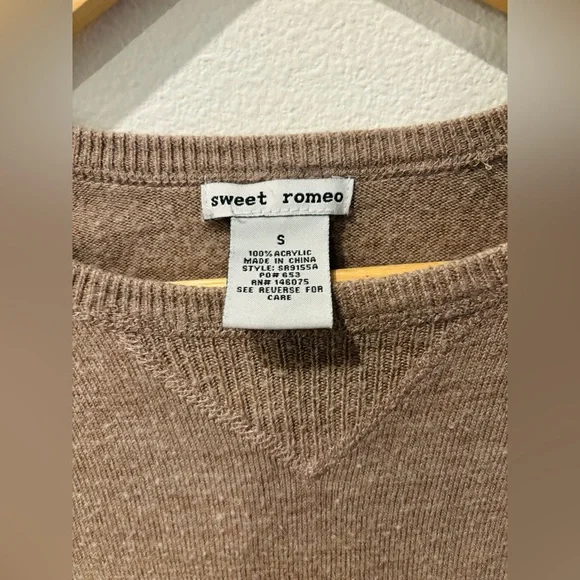 sweet romeo
S
100% ACRYLIC
MADE IN CHINA
STYLE: SR9155A
PO# 653
RN# 146075
SEE REVERSE FOR
CARE